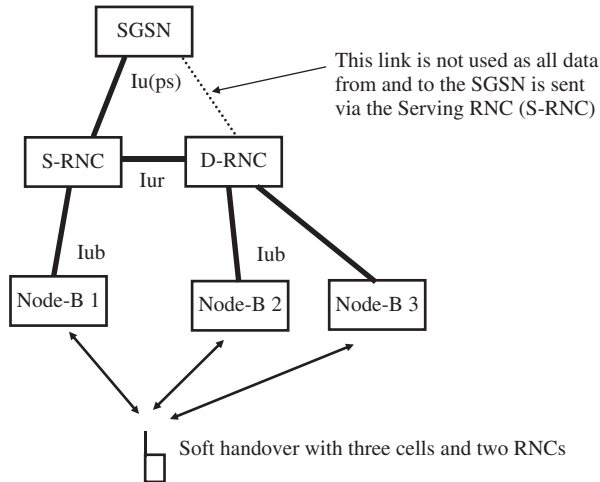 SGSN
Iu(ps)
This link is not used as all data
from and to the SGSN is sent
via the Serving RNC (S-RNC)
S-RNC
D-RNC
Iur
Iub
Iub
Node-B 1
Node-B 2
Node-B 3
Soft handover with three cells and two RNCs